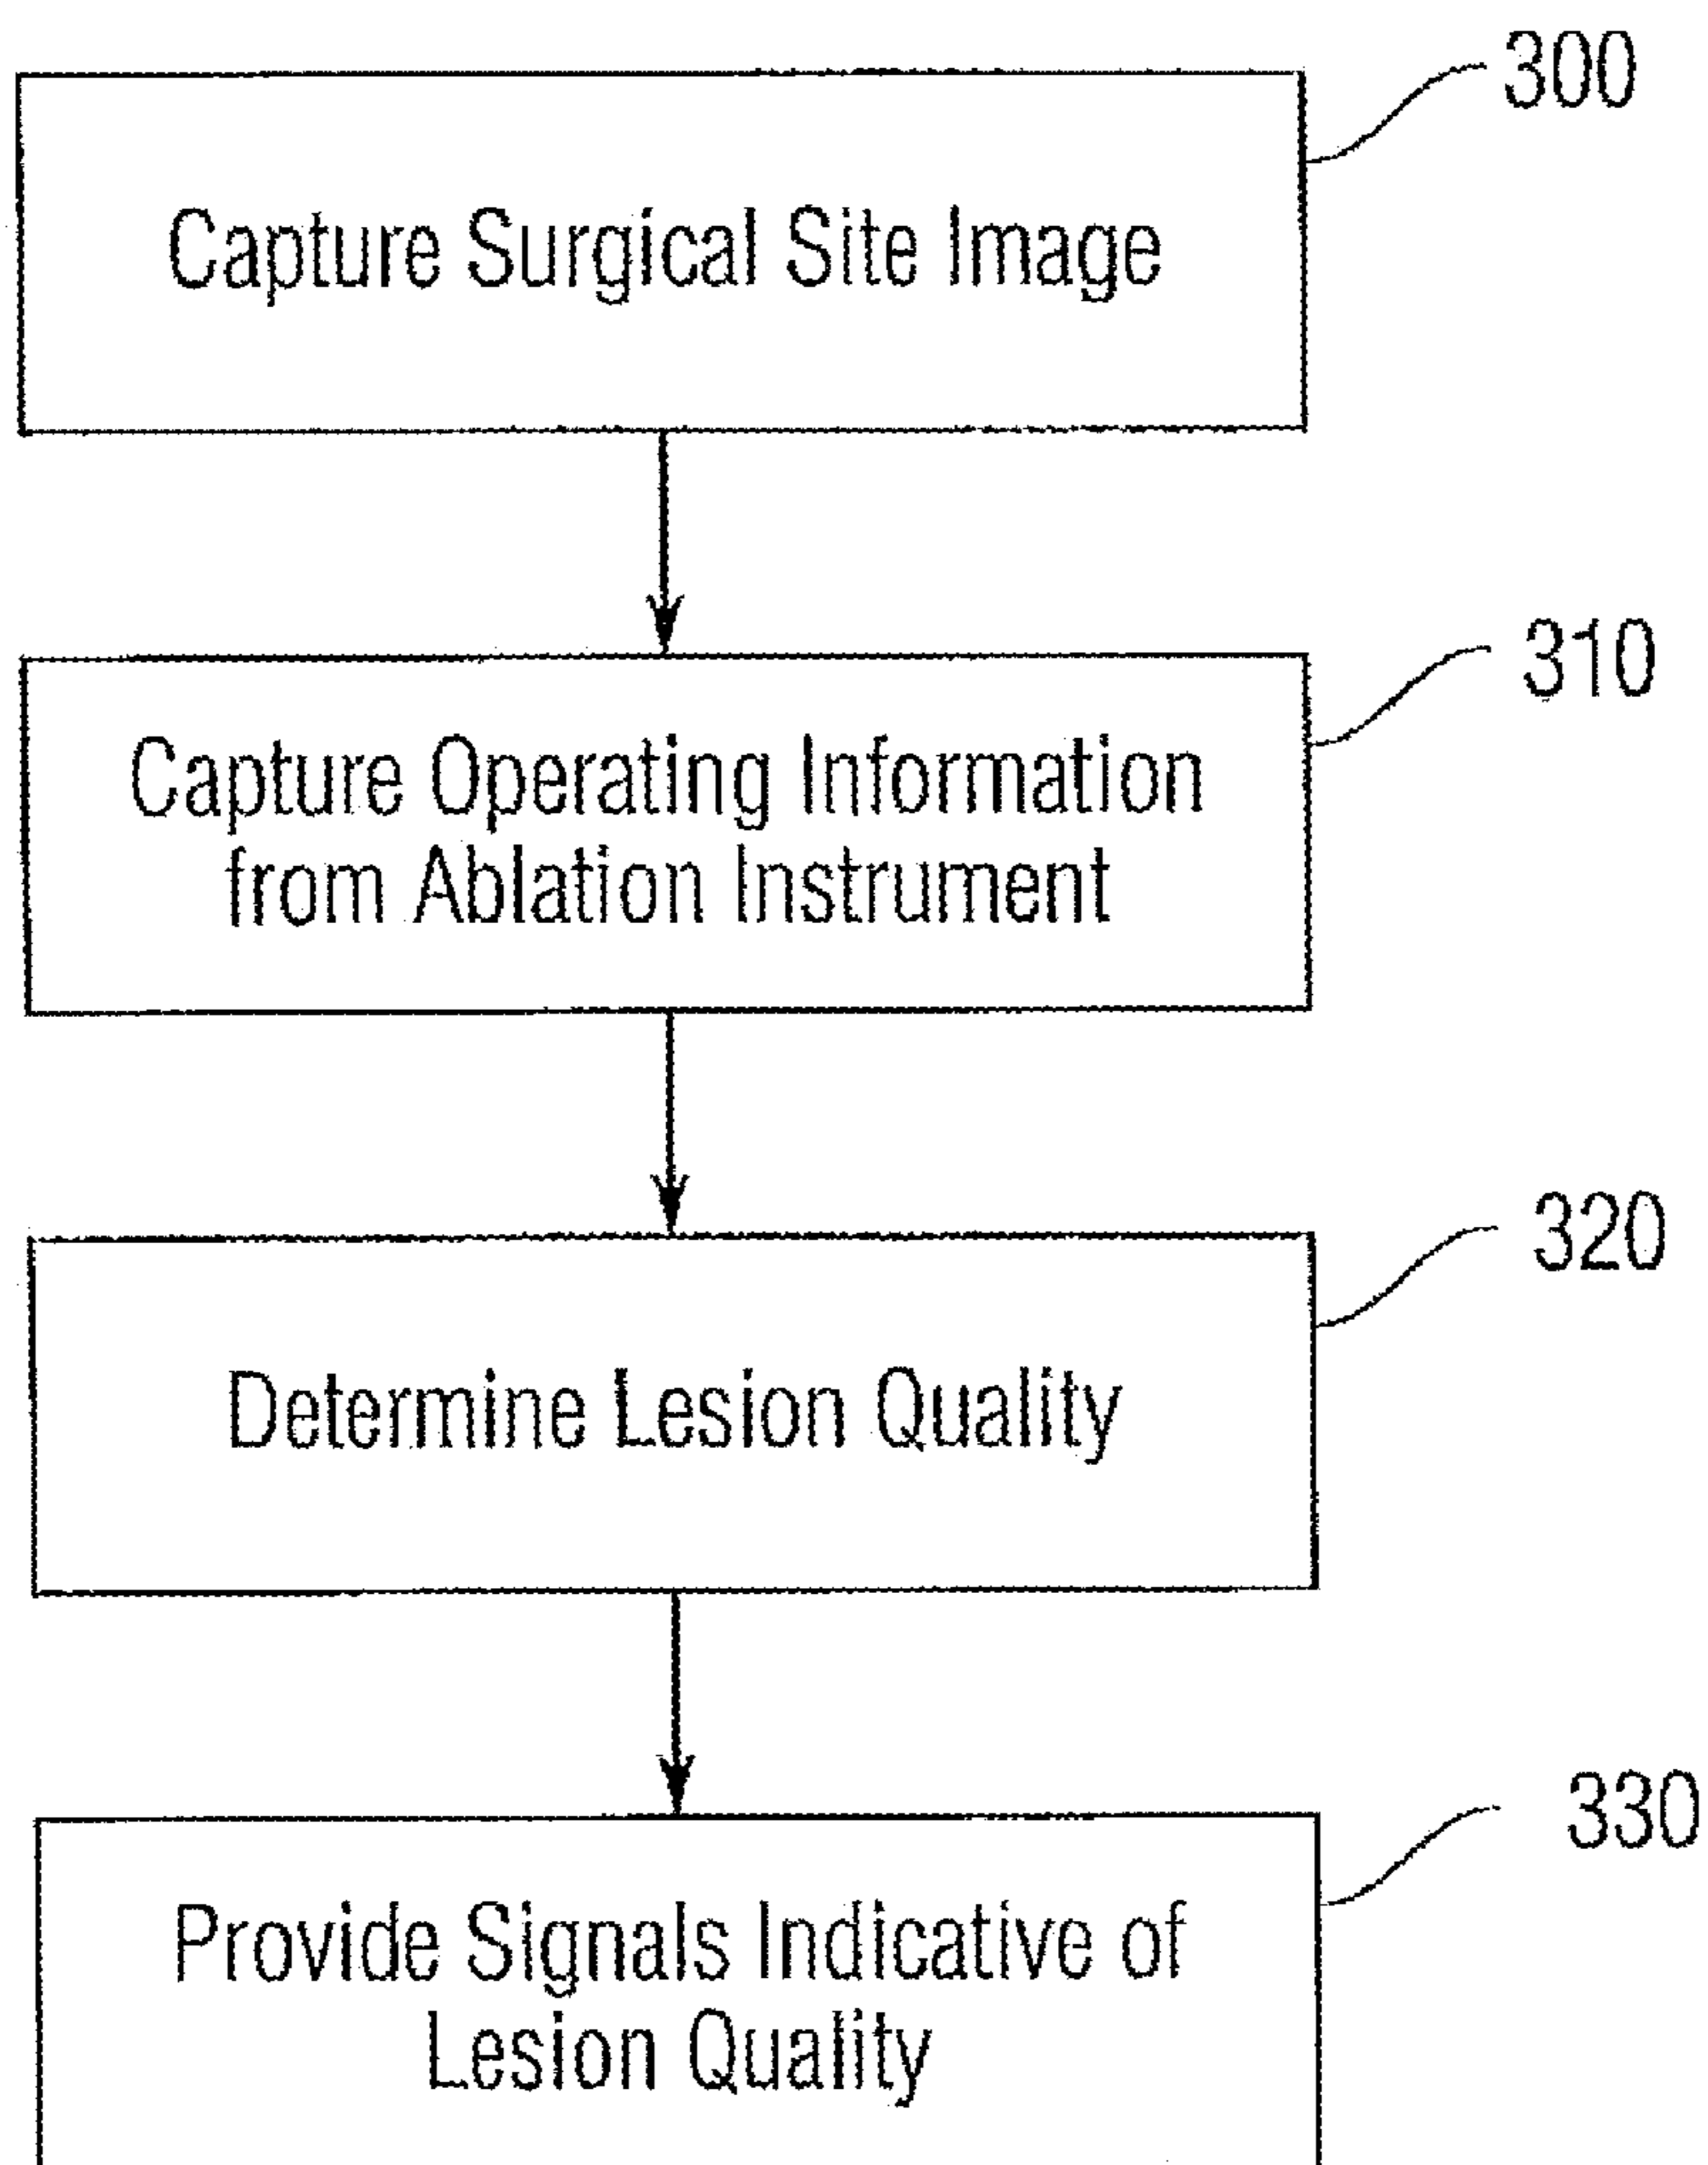 300
Capture Surgical Site Image
310
Capture Operating Information
from Ablation Instrument
320
Determine Lesion Quality
330
Provide Signals Indicative of
Lesion Quality